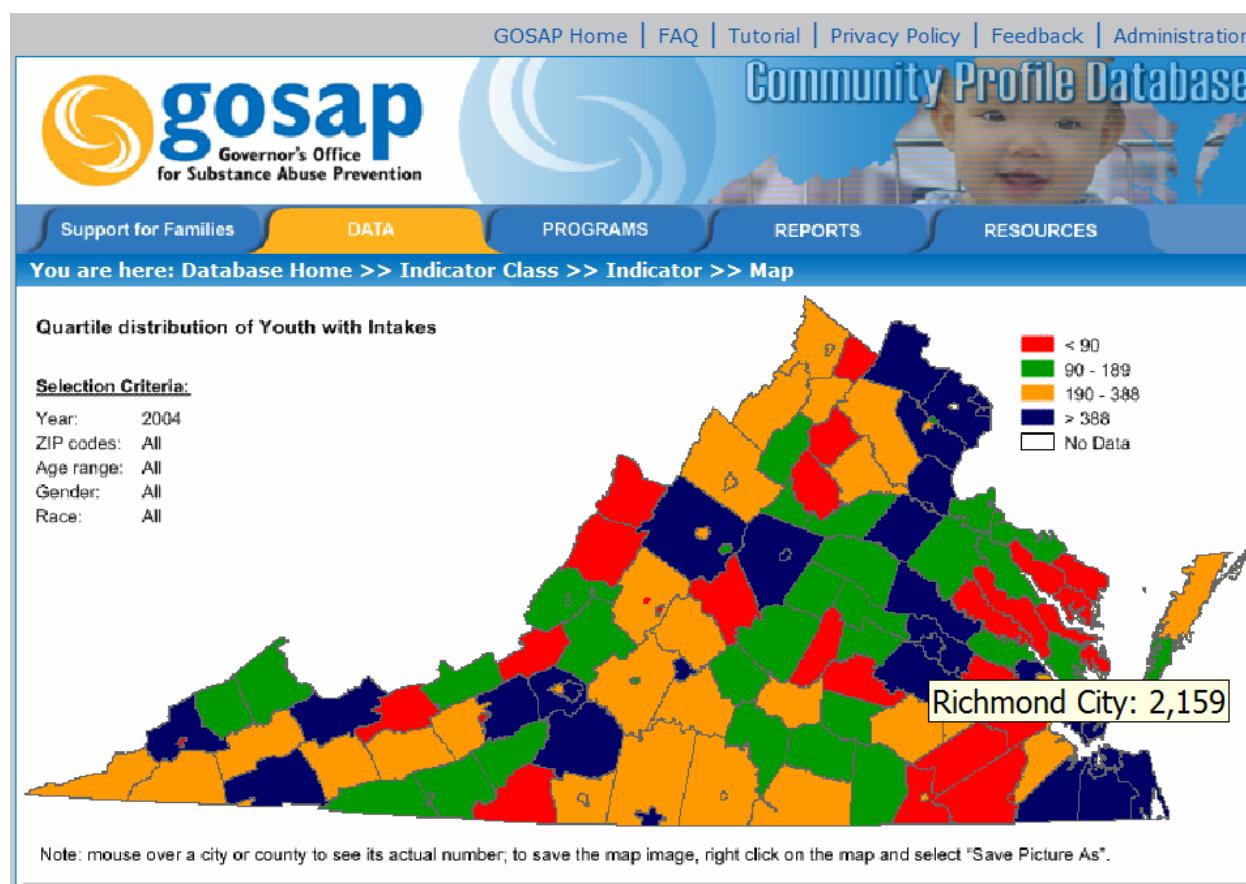 GOSAP Home | FAQ | Tutorial | Privacy Policy | Feedback | Administration
gosap
Governor's Office
for Substance Abuse Prevention
Community Profile Database
Support for Families
DATA
PROGRAMS
REPORTS
RESOURCES
You are here: Database Home >> Indicator Class >> Indicator >> Map
Quartile distribution of Youth with Intakes
Selection Criteria:
Year: 2004
ZIP codes: All
Age range: All
Gender: All
Race: All
< 90
90 - 189
190 - 388
> 388
No Data
Richmond City: 2,159
Note: mouse over a city or county to see its actual number; to save the map image, right click on the map and select "Save Picture As".